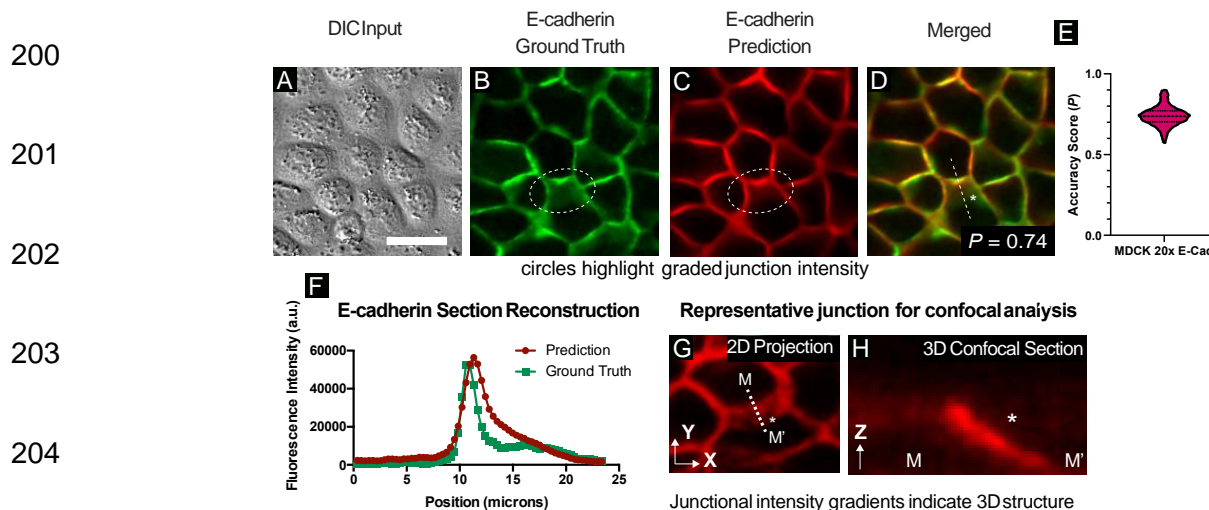 200
201
202
203
204
DIC Input
E-cadherin
Ground Truth
E-cadherin
Prediction
Merged
E
A
B
C
D
*
P = 0.74
1.0
0.5
0.0
Accuracy Score (P)
MDCK 20x E-Cad
circles highlight graded junction intensity
F
E-cadherin Section Reconstruction
Fluorescence Intensity (a.u.)
60000
40000
20000
0
Prediction
Ground Truth
0
5
10
15
20
25
Position (microns)
Representative junction for confocal analysis
G
2D Projection
M
*
M'
Y
X
H
3D Confocal Section
*
Z
M
M'
Junctional intensity gradients indicate 3D structure